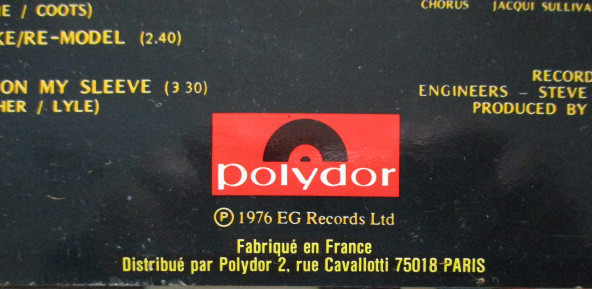 E / COOTS)
KE/RE-MODEL (2.40)
ON MY SLEEVE (3 30)
HER / LYLE)
CHORUS JACQUI SULLIVA
RECORD
ENGINEERS – STEVE
PRODUCED BY
polydor
℗ 1976 EG Records Ltd
Fabriqué en France
Distribué par Polydor 2, rue Cavallotti 75018 PARIS